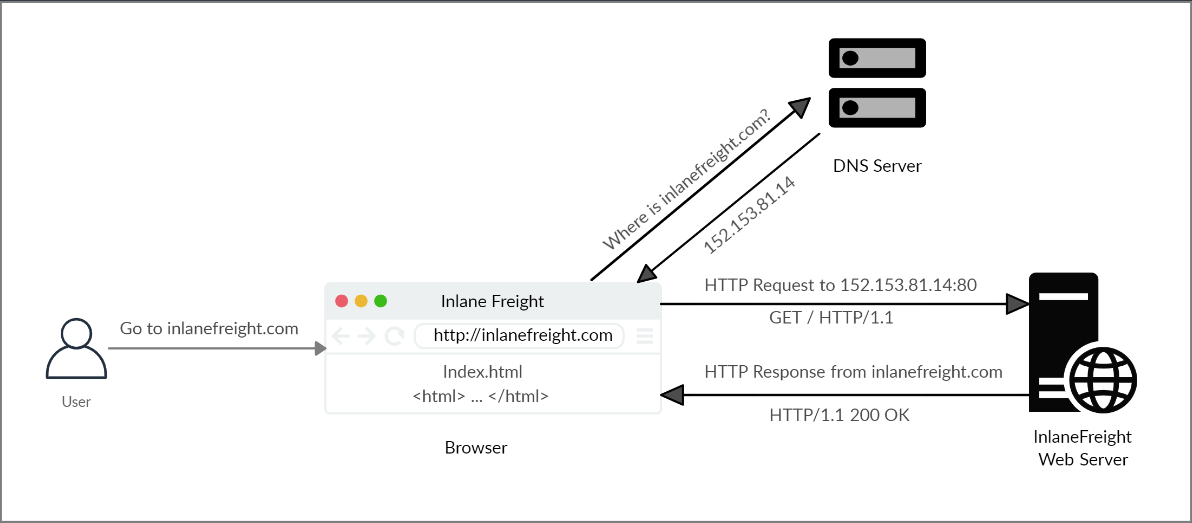 Where is inlanefreight.com?
152.153.81.14
DNS Server
Go to inlanefreight.com
User
Inlane Freight
http://inlanefreight.com
Index.html
<html> ... </html>
Browser
HTTP Request to 152.153.81.14:80
GET / HTTP/1.1
HTTP Response from inlanefreight.com
HTTP/1.1 200 OK
InlaneFreight
Web Server